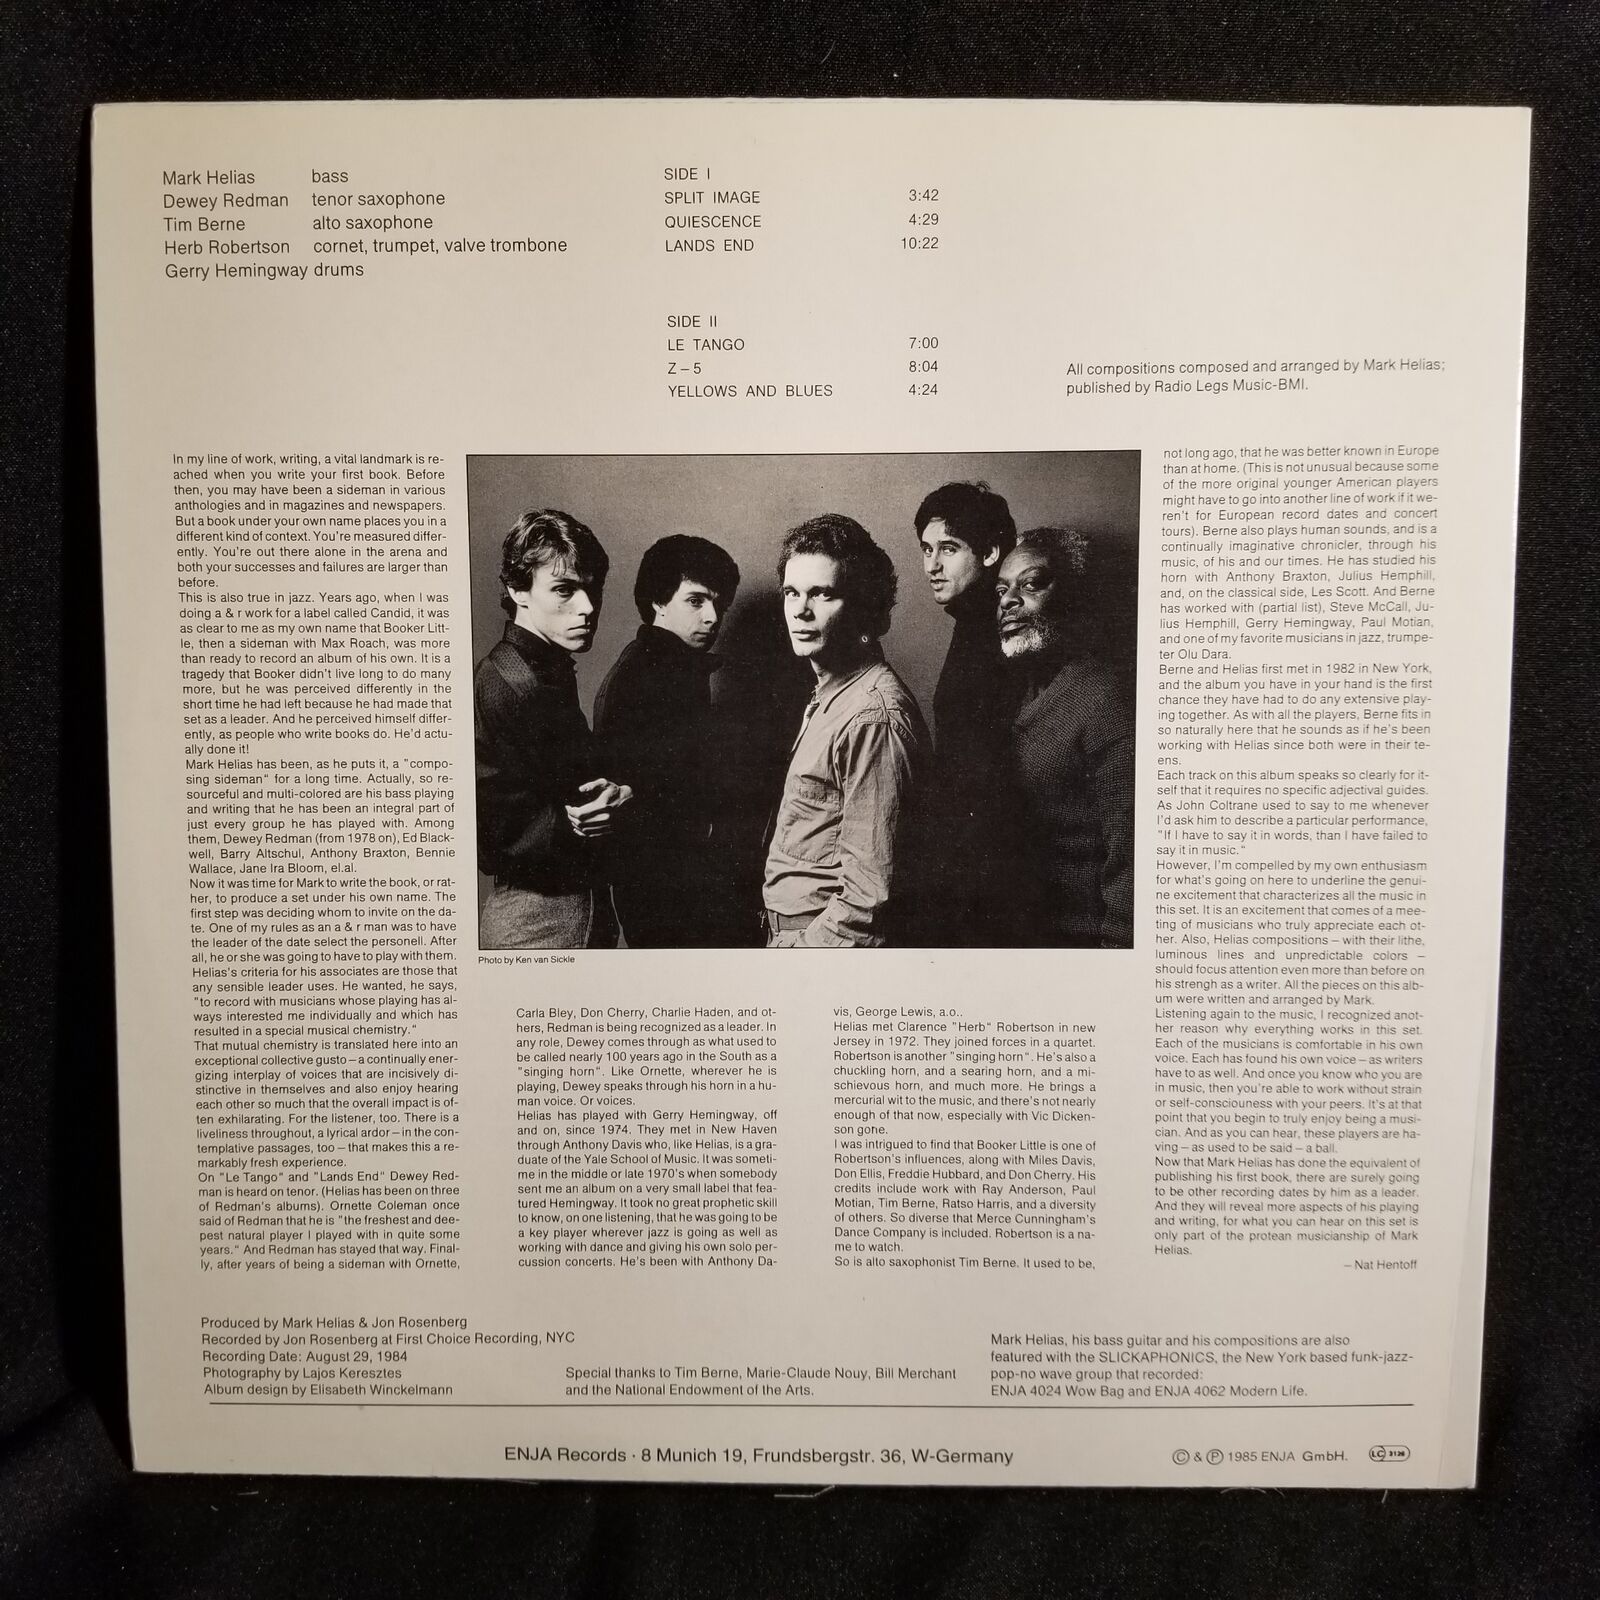 Mark Helias bass
Dewey Redman tenor saxophone
Tim Berne alto saxophone
Herb Robertson cornet, trumpet, valve trombone
Gerry Hemingway drums
SIDE I
SPLIT IMAGE 3:42
QUIESCENCE 4:29
LANDS END 10:22
SIDE II
LE TANGO 7:00
Z – 5 8:04
YELLOWS AND BLUES 4:24
All compositions composed and arranged by Mark Helias;
published by Radio Legs Music-BMI.
In my line of work, writing, a vital landmark is re-
ached when you write your first book. Before
then, you may have been a sideman in various
anthologies and in magazines and newspapers.
But a book under your own name places you in a
different kind of context. You're measured differ-
ently. You're out there alone in the arena and
both your successes and failures are larger than
before.
This is also true in jazz. Years ago, when I was
doing a & r work for a label called Candid, it was
as clear to me as my own name that Booker Litt-
le, then a sideman with Max Roach, was more
than ready to record an album of his own. It is a
tragedy that Booker didn't live long to do many
more, but he was perceived differently in the
short time he had left because he had made that
set as a leader. And he perceived himself differ-
ently, as people who write books do. He'd actu-
ally done it!
Mark Helias has been, as he puts it, a "compo-
sing sideman" for a long time. Actually, so re-
sourceful and multi-colored are his bass playing
and writing that he has been an integral part of
just every group he has played with. Among
them, Dewey Redman (from 1978 on), Ed Black-
well, Barry Altschul, Anthony Braxton, Bennie
Wallace, Jane Ira Bloom, el.al.
Now it was time for Mark to write the book, or rat-
her, to produce a set under his own name. The
first step was deciding whom to invite on the da-
te. One of my rules as an a & r man was to have
the leader of the date select the personell. After
all, he or she was going to have to play with them.
Helias's criteria for his associates are those that
any sensible leader uses. He wanted, he says,
"to record with musicians whose playing has al-
ways interested me individually and which has
resulted in a special musical chemistry."
That mutual chemistry is translated here into an
exceptional collective gusto – a continually ener-
gizing interplay of voices that are incisively di-
stinctive in themselves and also enjoy hearing
each other so much that the overall impact is of-
ten exhilarating. For the listener, too. There is a
liveliness throughout, a lyrical ardor – in the con-
templative passages, too – that makes this a re-
markably fresh experience.
On "Le Tango" and "Lands End" Dewey Red-
man is heard on tenor. (Helias has been on three
of Redman's albums). Ornette Coleman once
said of Redman that he is "the freshest and dee-
pest natural player I played with in quite some
years." And Redman has stayed that way. Final-
ly, after years of being a sideman with Ornette,
Photo by Ken van Sickle
Carla Bley, Don Cherry, Charlie Haden, and ot-
hers, Redman is being recognized as a leader. In
any role, Dewey comes through as what used to
be called nearly 100 years ago in the South as a
"singing horn". Like Ornette, wherever he is
playing, Dewey speaks through his horn in a hu-
man voice. Or voices.
Helias has played with Gerry Hemingway, off
and on, since 1974. They met in New Haven
through Anthony Davis who, like Helias, is a gra-
duate of the Yale School of Music. It was someti-
me in the middle or late 1970's when somebody
sent me an album on a very small label that fea-
tured Hemingway. It took no great prophetic skill
to know, on one listening, that he was going to be
a key player wherever jazz is going as well as
working with dance and giving his own solo per-
cussion concerts. He's been with Anthony Da-
vis, George Lewis, a.o..
Helias met Clarence "Herb" Robertson in new
Jersey in 1972. They joined forces in a quartet.
Robertson is another "singing horn". He's also a
chuckling horn, and a searing horn, and a mi-
schievous horn, and much more. He brings a
mercurial wit to the music, and there's not nearly
enough of that now, especially with Vic Dicken-
son gone.
I was intrigued to find that Booker Little is one of
Robertson's influences, along with Miles Davis,
Don Ellis, Freddie Hubbard, and Don Cherry. His
credits include work with Ray Anderson, Paul
Motian, Tim Berne, Ratso Harris, and a diversity
of others. So diverse that Merce Cunningham's
Dance Company is included. Robertson is a na-
me to watch.
So is alto saxophonist Tim Berne. It used to be,
not long ago, that he was better known in Europe
than at home. (This is not unusual because some
of the more original younger American players
might have to go into another line of work if it we-
ren't for European record dates and concert
tours). Berne also plays human sounds, and is a
continually imaginative chronicler, through his
music, of his and our times. He has studied his
horn with Anthony Braxton, Julius Hemphill,
and, on the classical side, Les Scott. And Berne
has worked with (partial list), Steve McCall, Ju-
lius Hemphill, Gerry Hemingway, Paul Motian,
and one of my favorite musicians in jazz, trumpe-
ter Olu Dara.
Berne and Helias first met in 1982 in New York,
and the album you have in your hand is the first
chance they have had to do any extensive play-
ing together. As with all the players, Berne fits in
so naturally here that he sounds as if he's been
working with Helias since both were in their te-
ens.
Each track on this album speaks so clearly for it-
self that it requires no specific adjectival guides.
As John Coltrane used to say to me whenever
I'd ask him to describe a particular performance,
"If I have to say it in words, than I have failed to
say it in music."
However, I'm compelled by my own enthusiasm
for what's going on here to underline the genui-
ne excitement that characterizes all the music in
this set. It is an excitement that comes of a mee-
ting of musicians who truly appreciate each ot-
her. Also, Helias compositions – with their lithe,
luminous lines and unpredictable colors –
should focus attention even more than before on
his strengh as a writer. All the pieces on this alb-
um were written and arranged by Mark.
Listening again to the music, I recognized anot-
her reason why everything works in this set.
Each of the musicians is comfortable in his own
voice. Each has found his own voice – as writers
have to as well. And once you know who you are
in music, then you're able to work without strain
or self-consciouness with your peers. It's at that
point that you begin to truly enjoy being a musi-
cian. And as you can hear, these players are ha-
ving – as used to be said – a ball.
Now that Mark Helias has done the equivalent of
publishing his first book, there are surely going
to be other recording dates by him as a leader.
And they will reveal more aspects of his playing
and writing, for what you can hear on this set is
only part of the protean musicianship of Mark
Helias.
– Nat Hentoff
Produced by Mark Helias & Jon Rosenberg
Recorded by Jon Rosenberg at First Choice Recording, NYC
Recording Date: August 29, 1984
Photography by Lajos Keresztes
Album design by Elisabeth Winckelmann
Special thanks to Tim Berne, Marie-Claude Nouy, Bill Merchant
and the National Endowment of the Arts.
Mark Helias, his bass guitar and his compositions are also
featured with the SLICKAPHONICS, the New York based funk-jazz-
pop-no wave group that recorded:
ENJA 4024 Wow Bag and ENJA 4062 Modern Life.
ENJA Records · 8 Munich 19, Frundsbergstr. 36, W-Germany
© & ℗ 1985 ENJA GmbH.
LC 3126